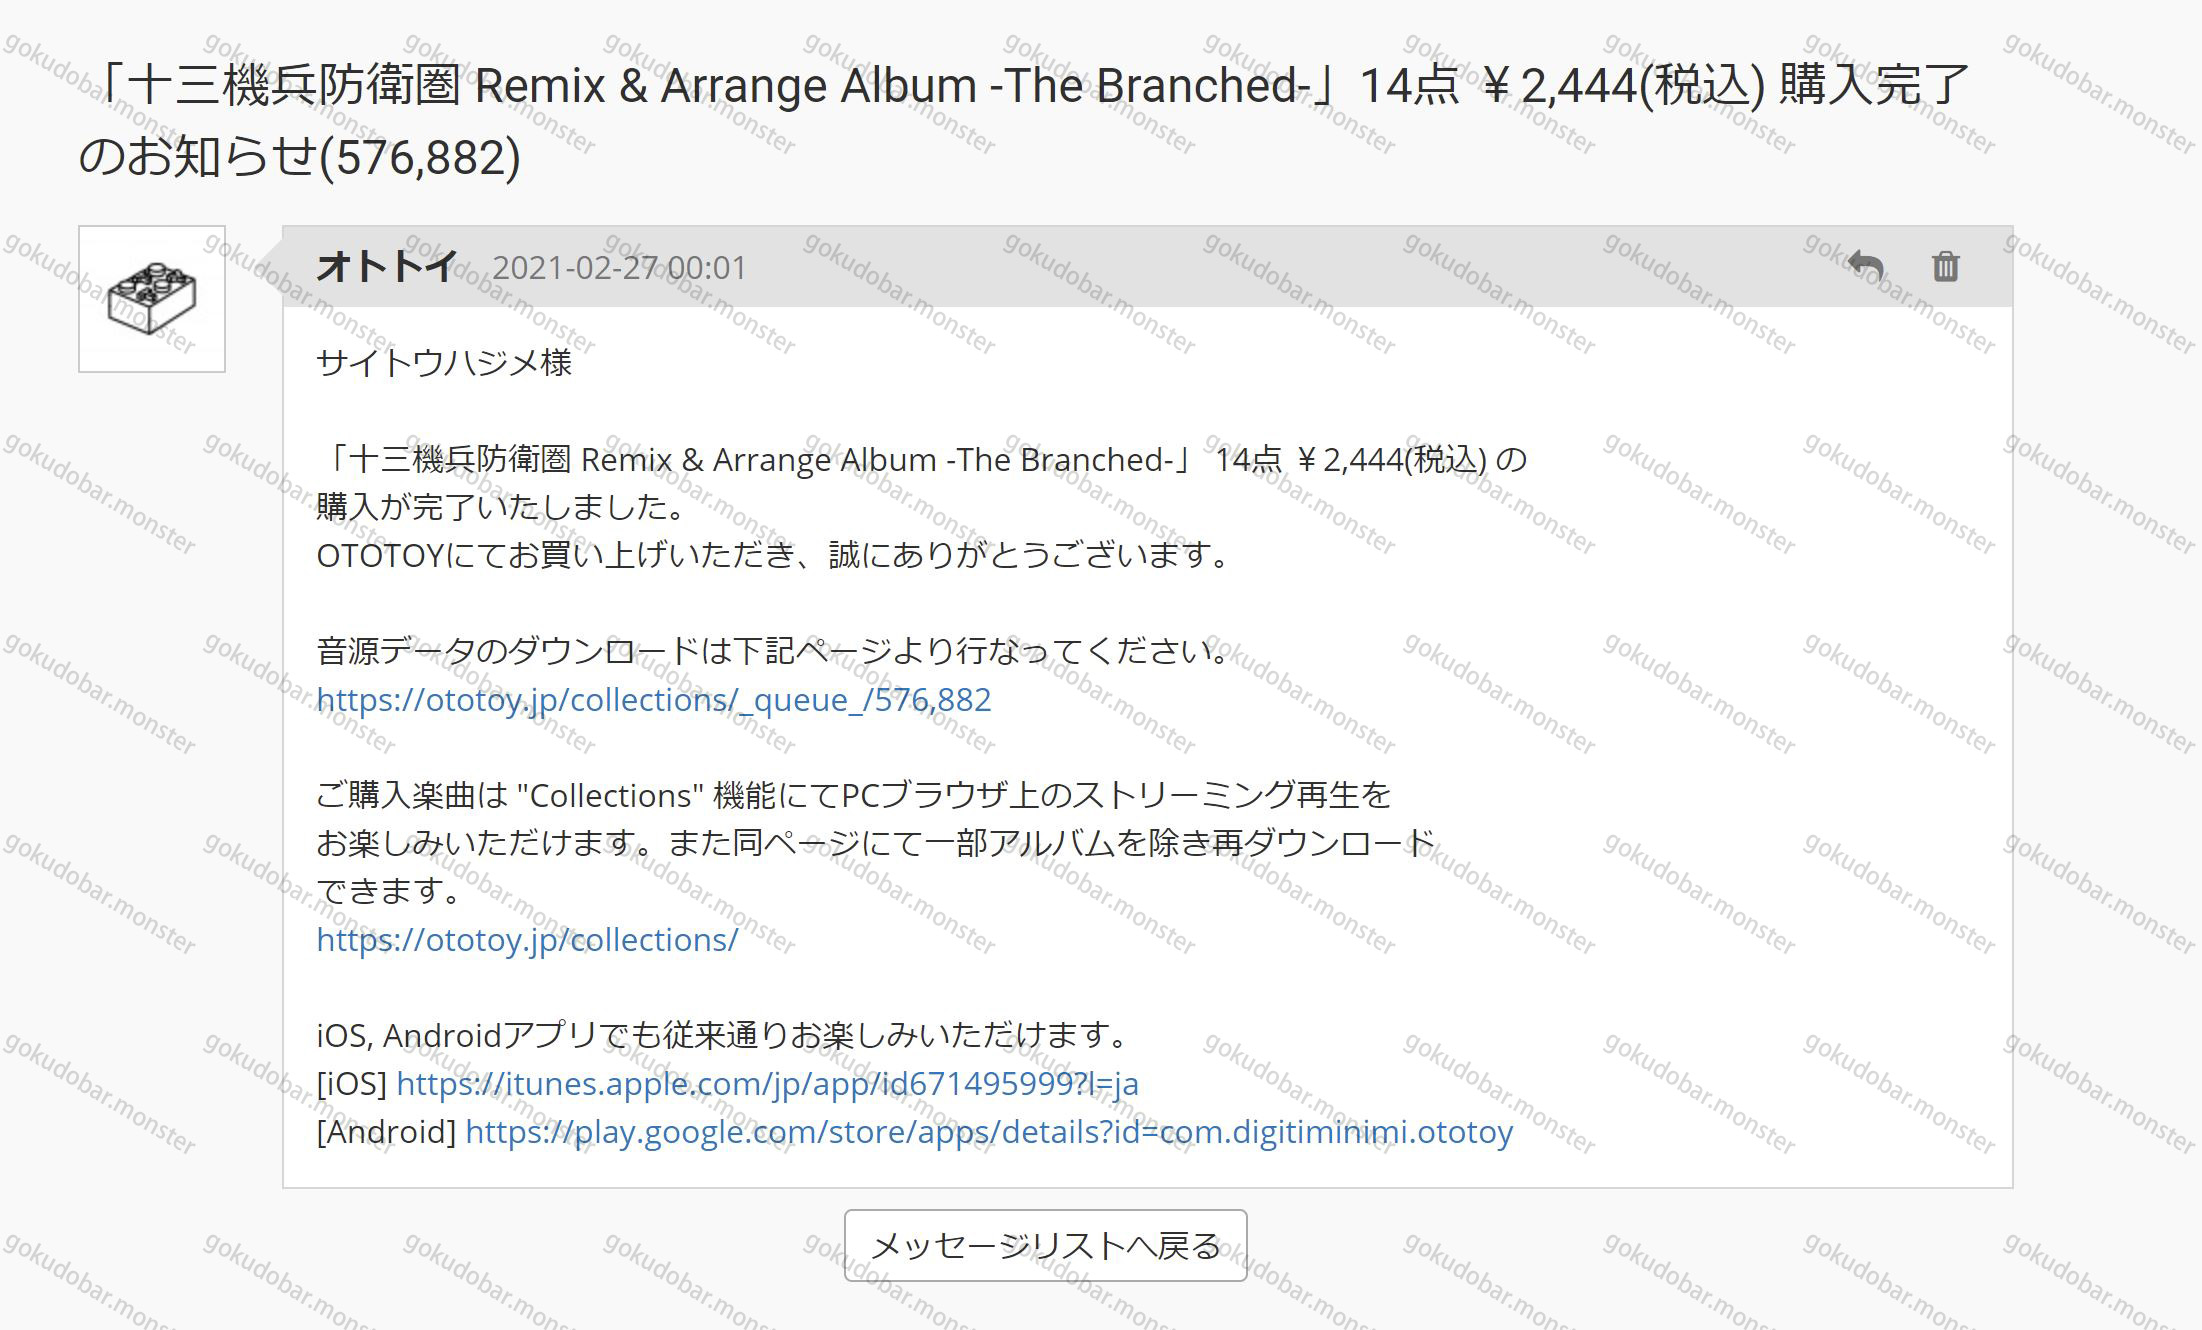 「十三機兵防衛圏 Remix & Arrange Album -The Branched-」14点 ￥2,444(税込) 購入完了
のお知らせ(576,882)
オトトイ 2021-02-27 00:01
サイトウハジメ様
「十三機兵防衛圏 Remix & Arrange Album -The Branched-」 14点 ￥2,444(税込) の
購入が完了いたしました。
OTOTOYにてお買い上げいただき、誠にありがとうございます。
音源データのダウンロードは下記ページより行なってください。
https://ototoy.jp/collections/_queue_/576,882
ご購入楽曲は "Collections" 機能にてPCブラウザ上のストリーミング再生を
お楽しみいただけます。また同ページにて一部アルバムを除き再ダウンロード
できます。
https://ototoy.jp/collections/
iOS, Androidアプリでも従来通りお楽しみいただけます。
[iOS] https://itunes.apple.com/jp/app/id671495999?l=ja
[Android] https://play.google.com/store/apps/details?id=com.digitiminimi.ototoy
メッセージリストへ戻る
gokudobar.monster